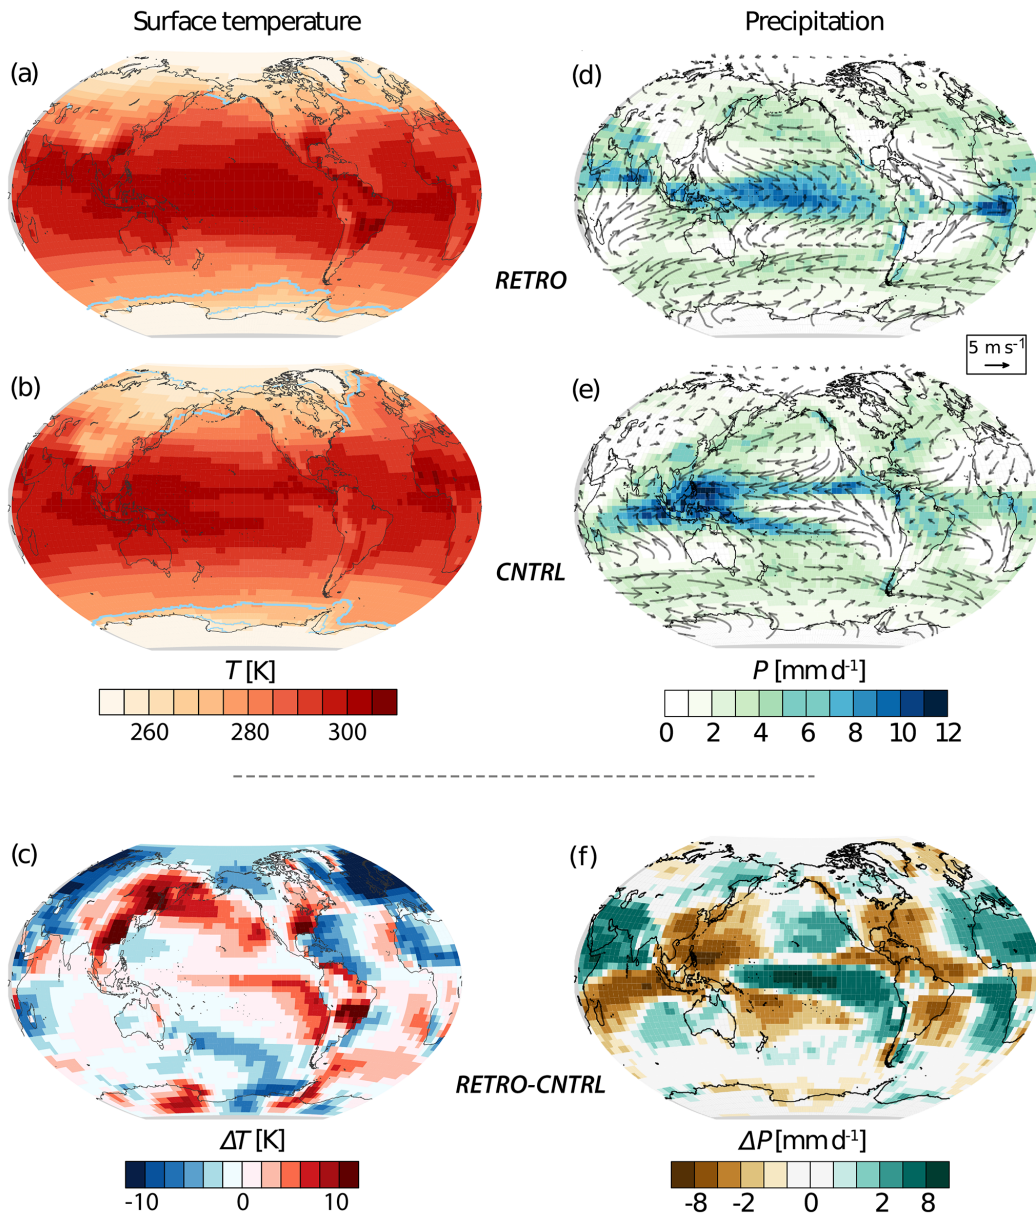 Surface temperature
Precipitation
(a)
(d)
RETRO
5 m s⁻¹
(b)
(e)
CNTRL
T [K]
260 280 300
P [mm d⁻¹]
0 2 4 6 8 10 12
(c)
(f)
RETRO-CNTRL
ΔT [K]
-10 0 10
ΔP [mm d⁻¹]
-8 -2 0 2 8